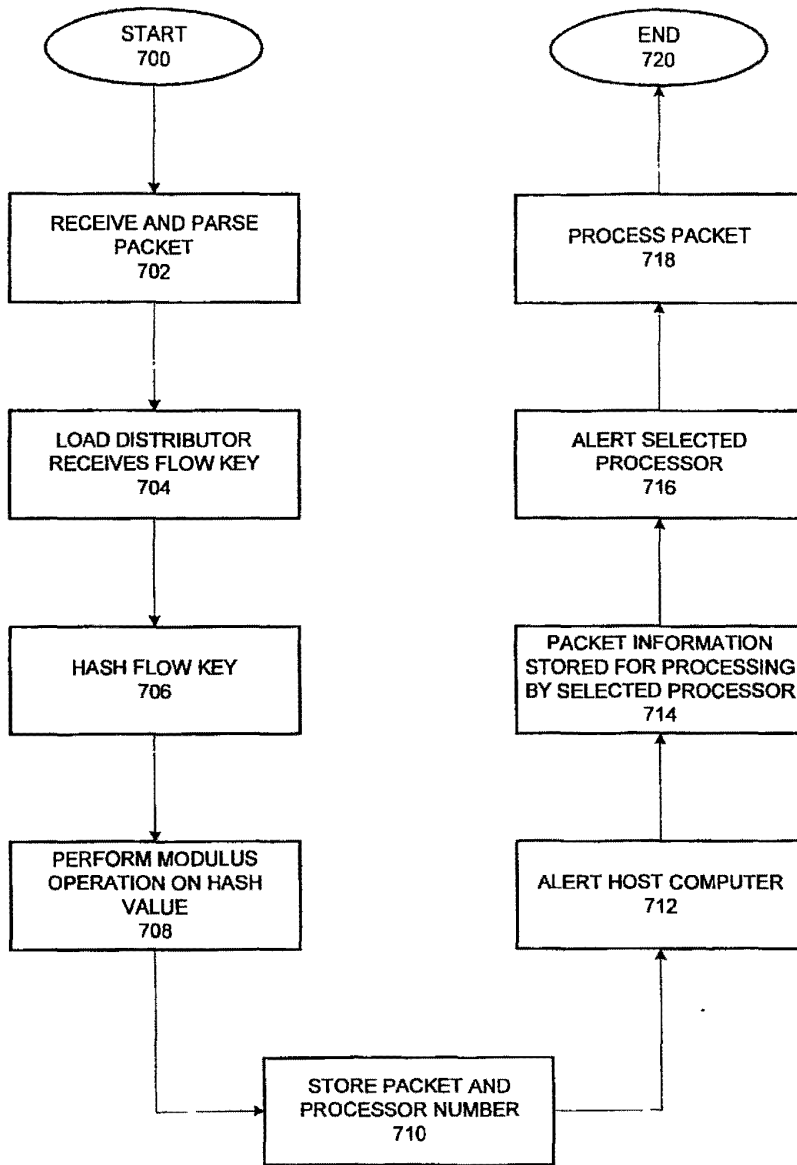 START
700
RECEIVE AND PARSE
PACKET
702
LOAD DISTRIBUTOR
RECEIVES FLOW KEY
704
HASH FLOW KEY
706
PERFORM MODULUS
OPERATION ON HASH
VALUE
708
STORE PACKET AND
PROCESSOR NUMBER
710
ALERT HOST COMPUTER
712
PACKET INFORMATION
STORED FOR PROCESSING
BY SELECTED PROCESSOR
714
ALERT SELECTED
PROCESSOR
716
PROCESS PACKET
718
END
720